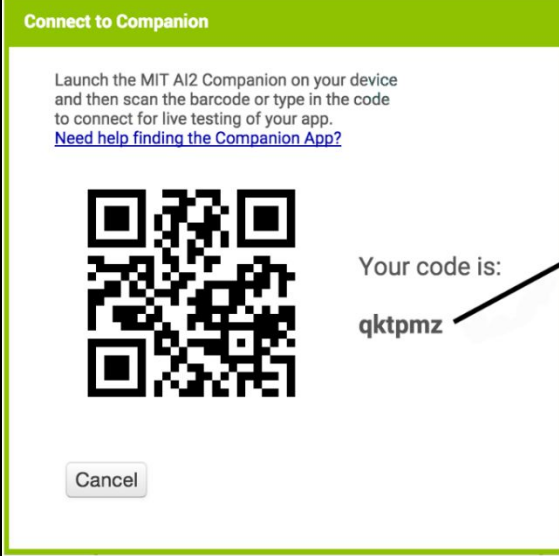 Connect to Companion
Launch the MIT AI2 Companion on your device
and then scan the barcode or type in the code
to connect for live testing of your app.
Need help finding the Companion App?
Your code is:
qktpmz
Cancel